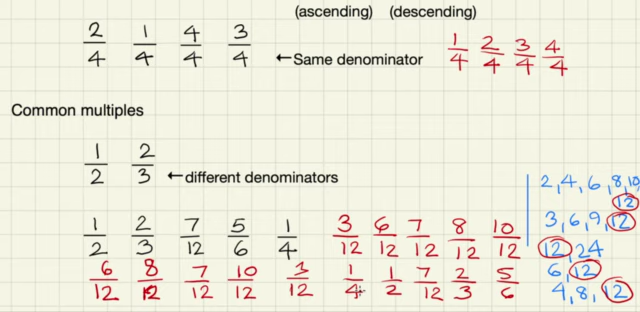 (ascending) (descending)
2/4 1/4 4/4 3/4 ←Same denominator 1/4 2/4 3/4 4/4
Common multiples
1/2 2/3 ←different denominators
1/2 2/3 7/12 5/6 1/4 3/12 6/12 7/12 8/12 10/12
6/12 8/12 7/12 10/12 3/12 1/4 1/2 7/12 2/3 5/6
2, 4, 6, 8, 10,
12
3, 6, 9, 12
12, 24
6, 12
4, 8, 12